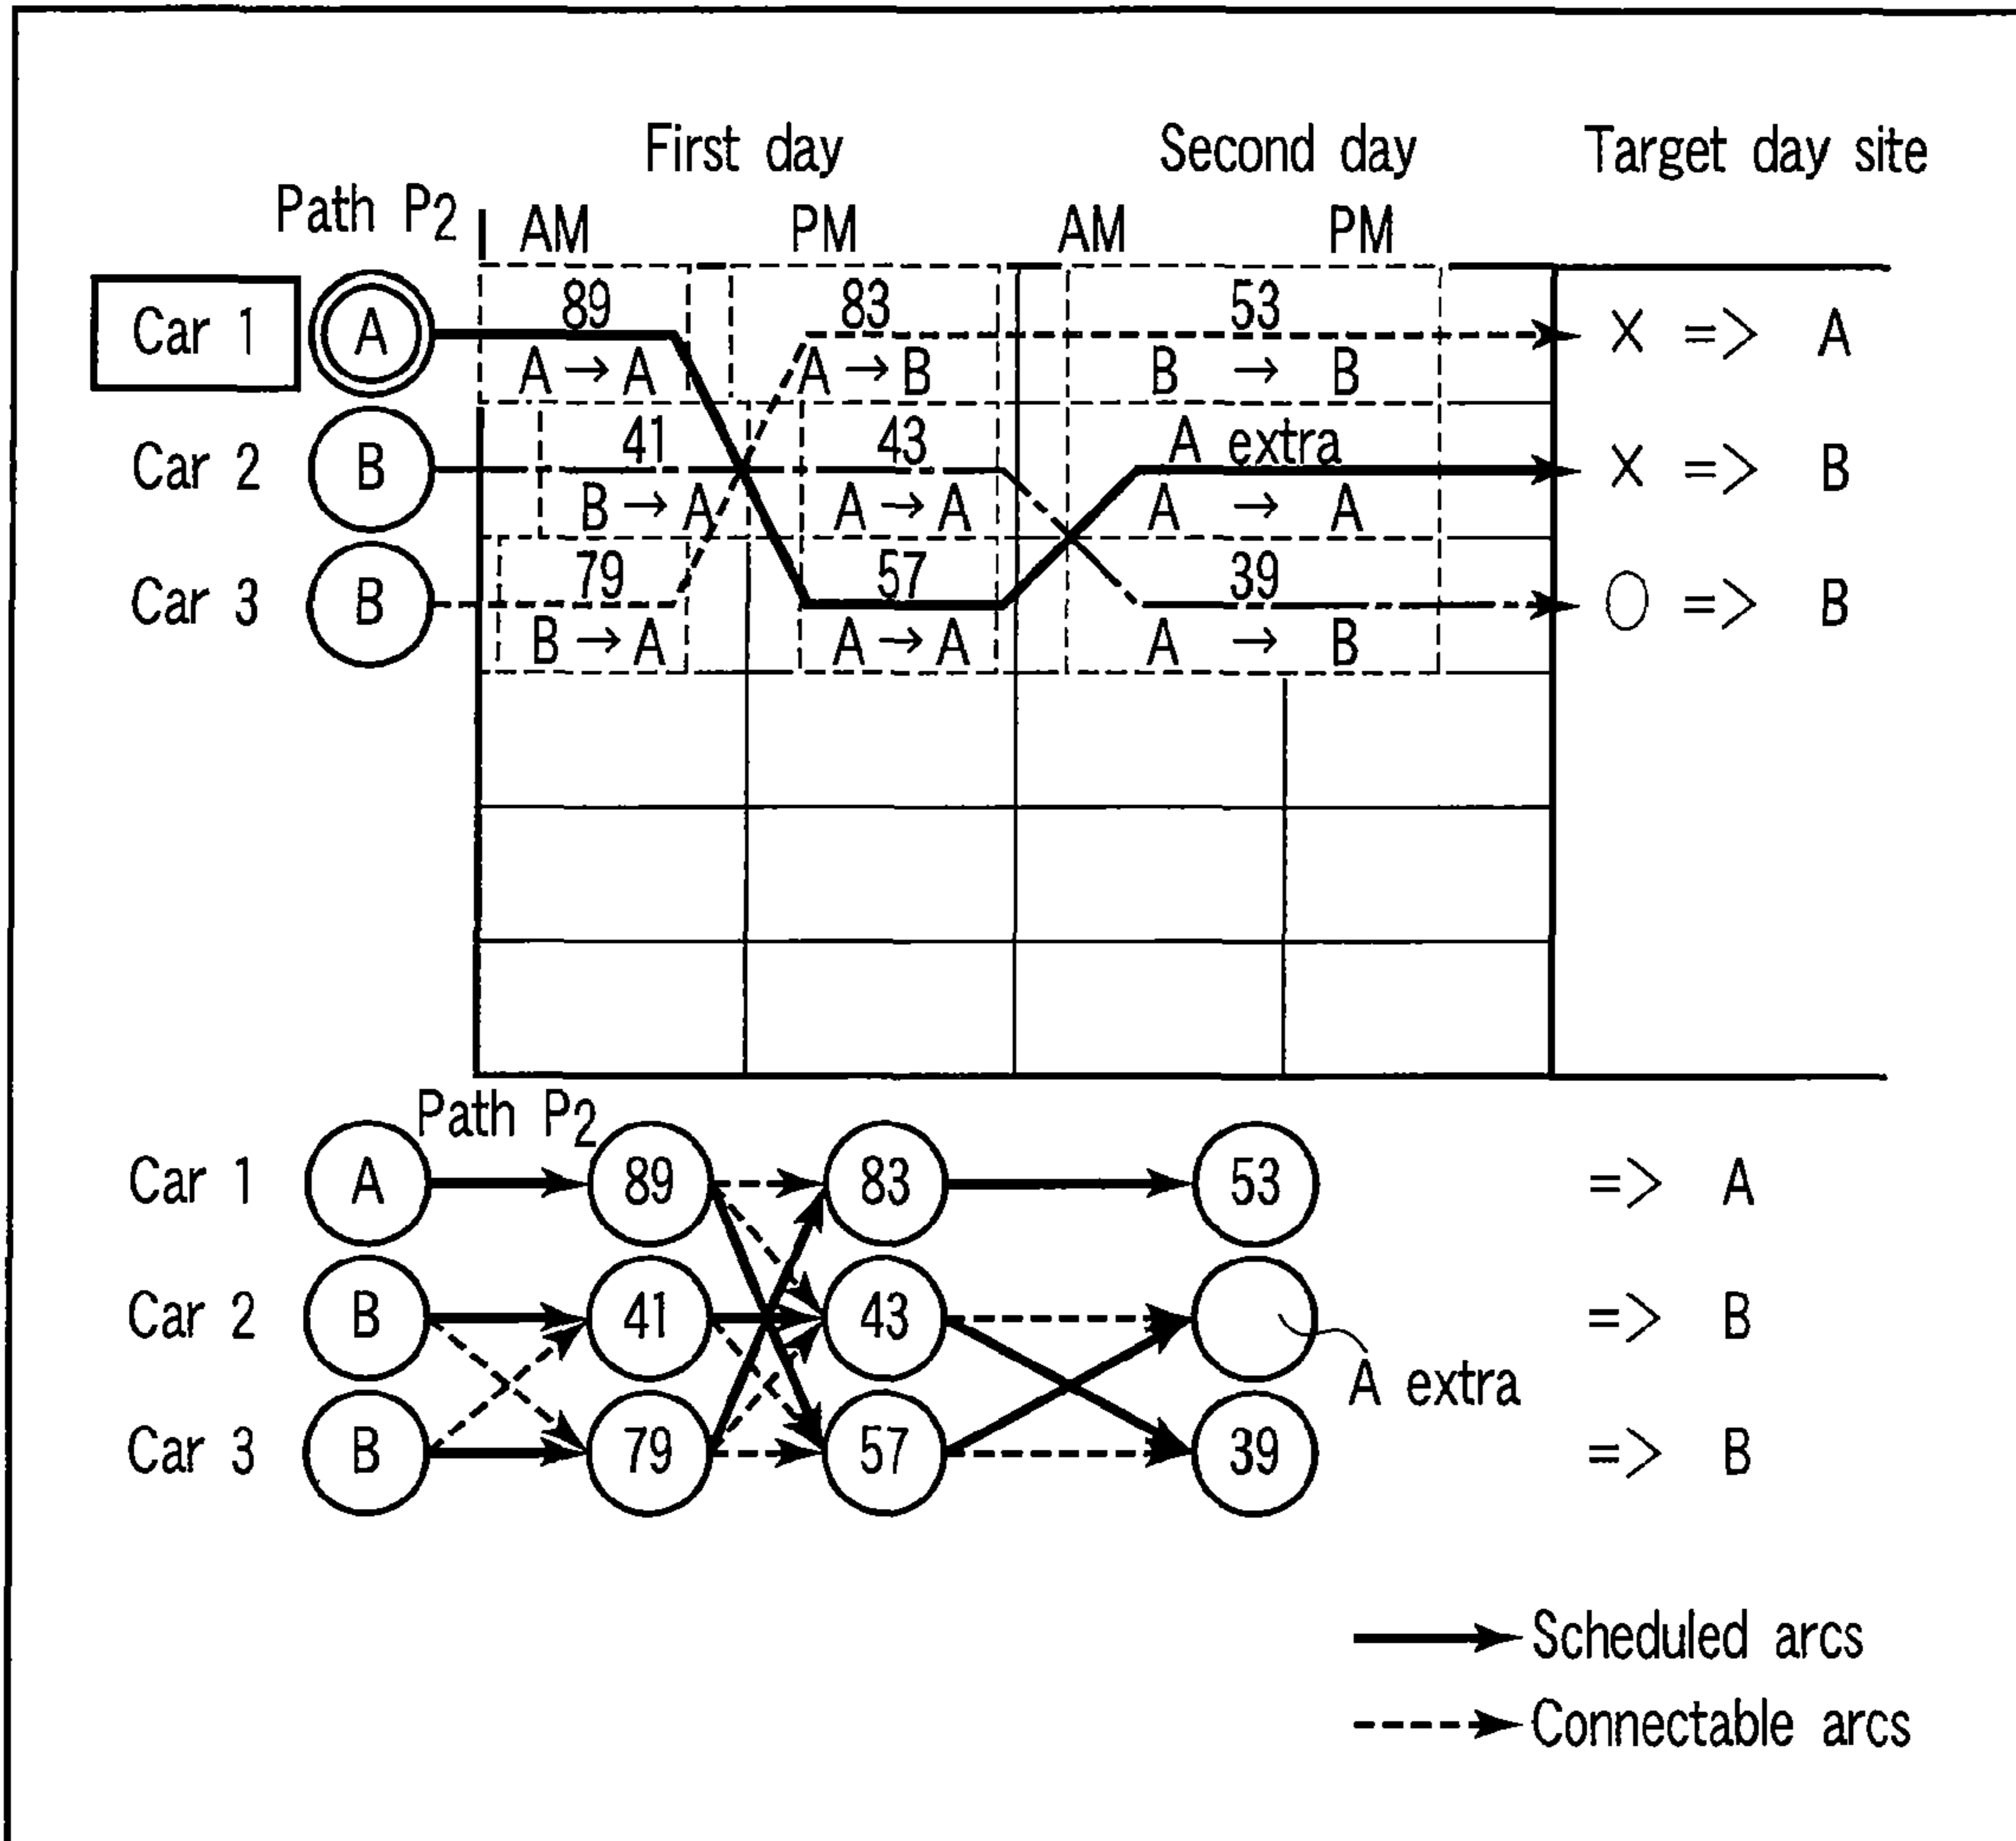 First day Second day Target day site
Path P2 AM PM AM PM
Car 1 A 89 83 53 X => A
A → A A → B B → B
Car 2 B 41 43 A extra X => B
B → A A → A A → A
Car 3 B 79 57 39 O => B
B → A A → A A → B
Path P2
Car 1 A 89 83 53 => A
Car 2 B 41 43 => B
A extra
Car 3 B 79 57 39 => B
Scheduled arcs
Connectable arcs